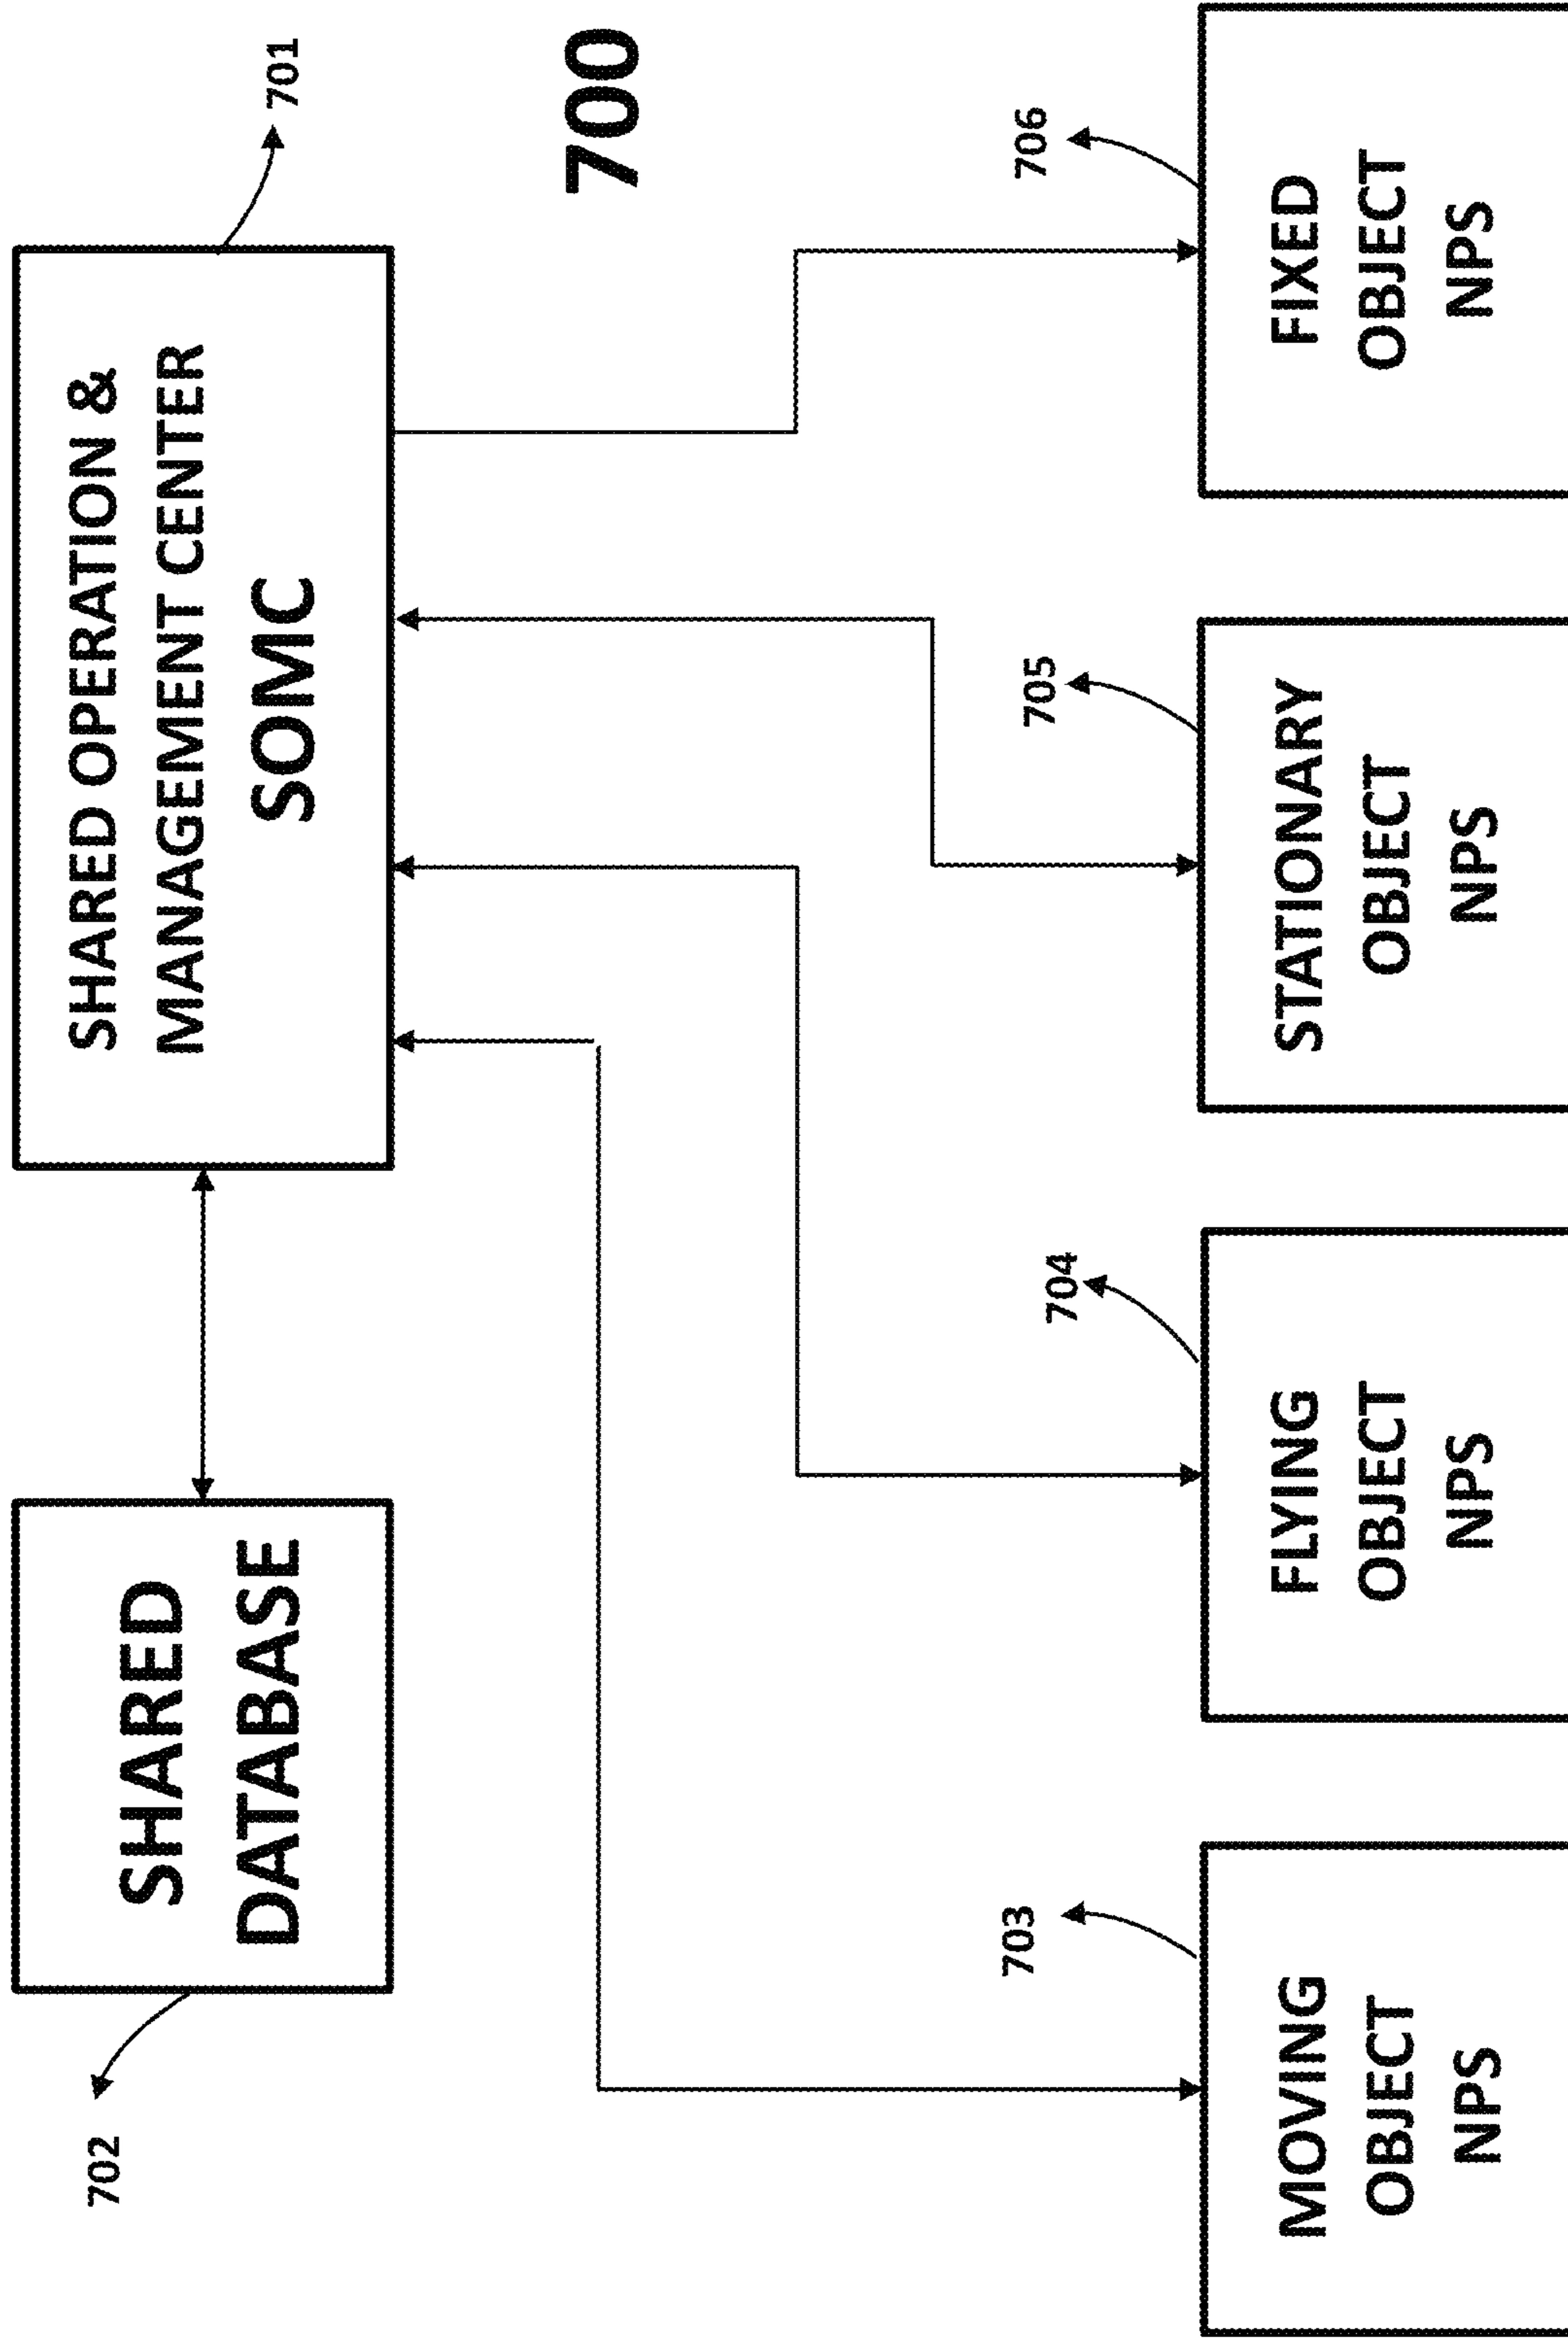 702
SHARED
DATABASE
SHARED OPERATION &
MANAGEMENT CENTER
SOMC
701
700
703
704
705
706
MOVING
OBJECT
NPS
FLYING
OBJECT
NPS
STATIONARY
OBJECT
NPS
FIXED
OBJECT
NPS